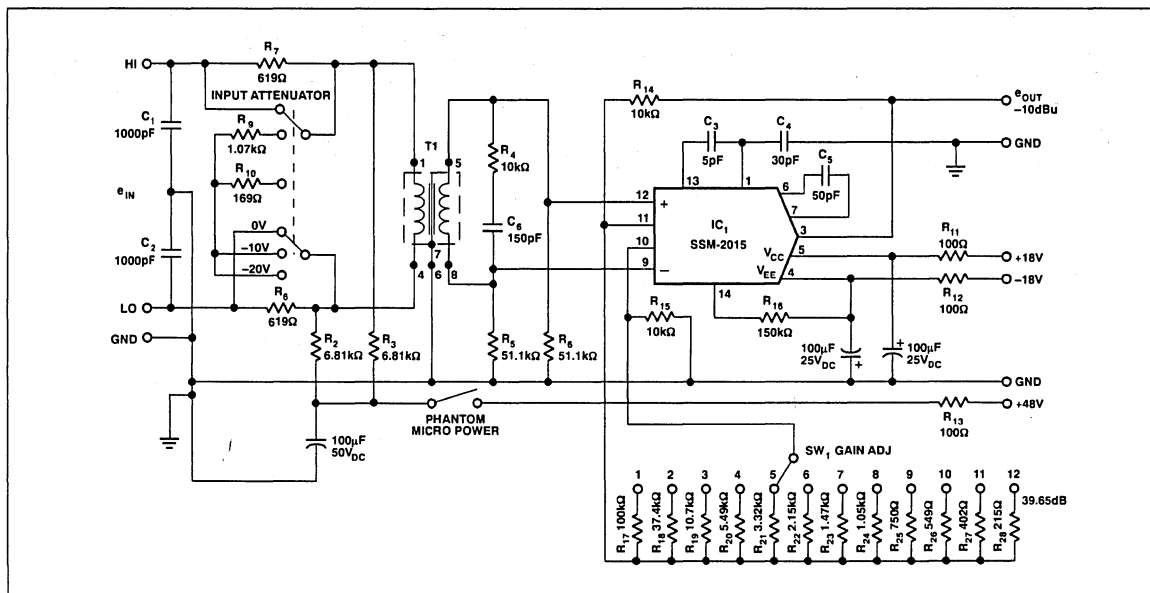 HI
R7
619Ω
INPUT ATTENUATOR
C1
1000pF
R9
1.07kΩ
R10
169Ω
eIN
0V
−10V
−20V
C2
1000pF
LO
R6
619Ω
GND
R2
6.81kΩ
R3
6.81kΩ
100μF
50VDC
PHANTOM
MICRO POWER
T1
1
5
4
7
6
8
R4
10kΩ
C6
150pF
R5
51.1kΩ
R6
51.1kΩ
R14
10kΩ
C3
5pF
C4
30pF
C5
50pF
13
1
6
7
12
+
11
10
9
−
IC1
SSM-2015
3
VCC
5
VEE
4
14
R15
10kΩ
R16
150kΩ
100μF
25VDC
+
100μF
25VDC
+
eOUT
−10dBu
GND
R11
100Ω
+18V
−18V
R12
100Ω
GND
+48V
R13
100Ω
SW1 GAIN ADJ
1
2
3
4
5
6
7
8
9
10
11
12
39.65dB
R17 100kΩ
R18 37.4kΩ
R19 10.7kΩ
R20 5.49kΩ
R21 3.32kΩ
R22 2.15kΩ
R23 1.47kΩ
R24 1.05kΩ
R25 750Ω
R26 549Ω
R27 402Ω
R28 215Ω